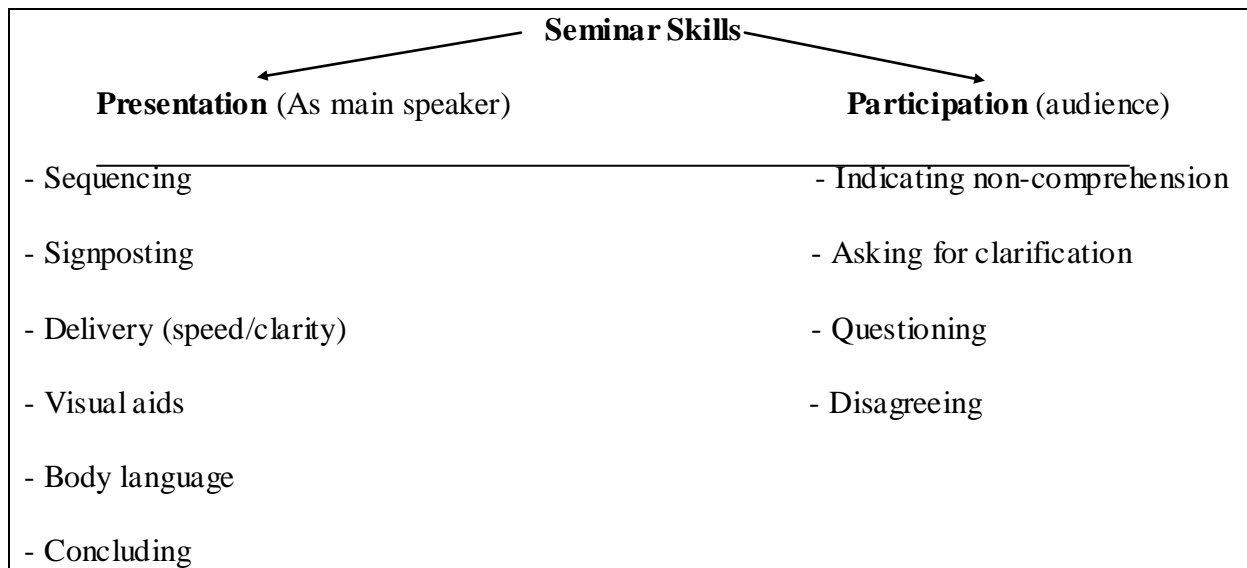 Seminar Skills
Presentation (As main speaker) Participation (audience)
- Sequencing - Indicating non-comprehension
- Signposting - Asking for clarification
- Delivery (speed/clarity) - Questioning
- Visual aids - Disagreeing
- Body language
- Concluding